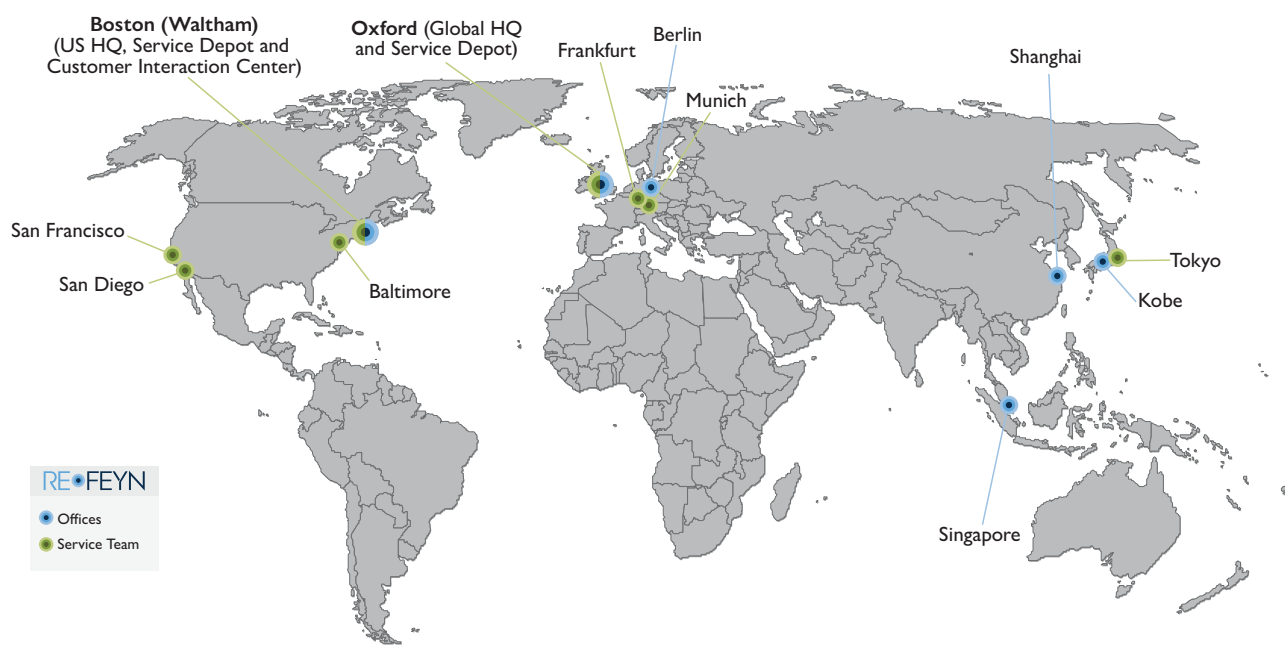 Boston (Waltham)
(US HQ, Service Depot and
Customer Interaction Center)
Oxford (Global HQ
and Service Depot)
Frankfurt
Berlin
Munich
Shanghai
San Francisco
San Diego
Baltimore
Tokyo
Kobe
Singapore
REFEYN
Offices
Service Team